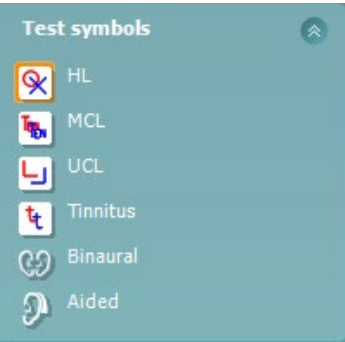 Test symbols
HL
MCL
UCL
Tinnitus
Binaural
Aided